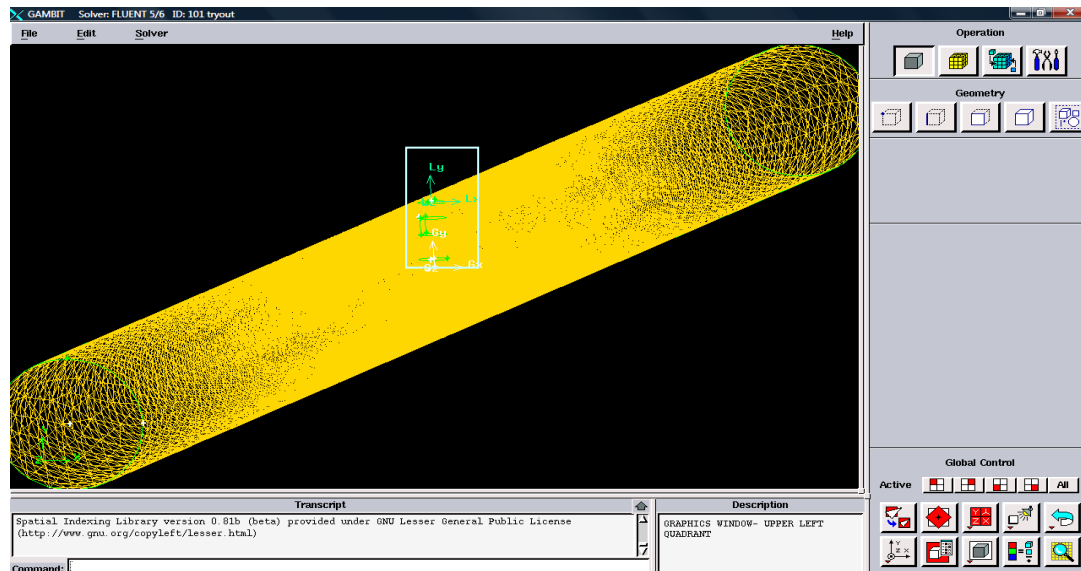 GAMBIT    Solver: FLUENT 5/6   ID: 101 tryout
File    Edit    Solver    Help
Operation
Geometry
Ly
Gy
Gx
Gz
Global Control
Active    All
Transcript
Spatial Indexing Library version 0.81b (beta) provided under GNU Lesser General Public License
(http://www.gnu.org/copyleft/lesser.html)
Command:
Description
GRAPHICS WINDOW- UPPER LEFT
QUADRANT